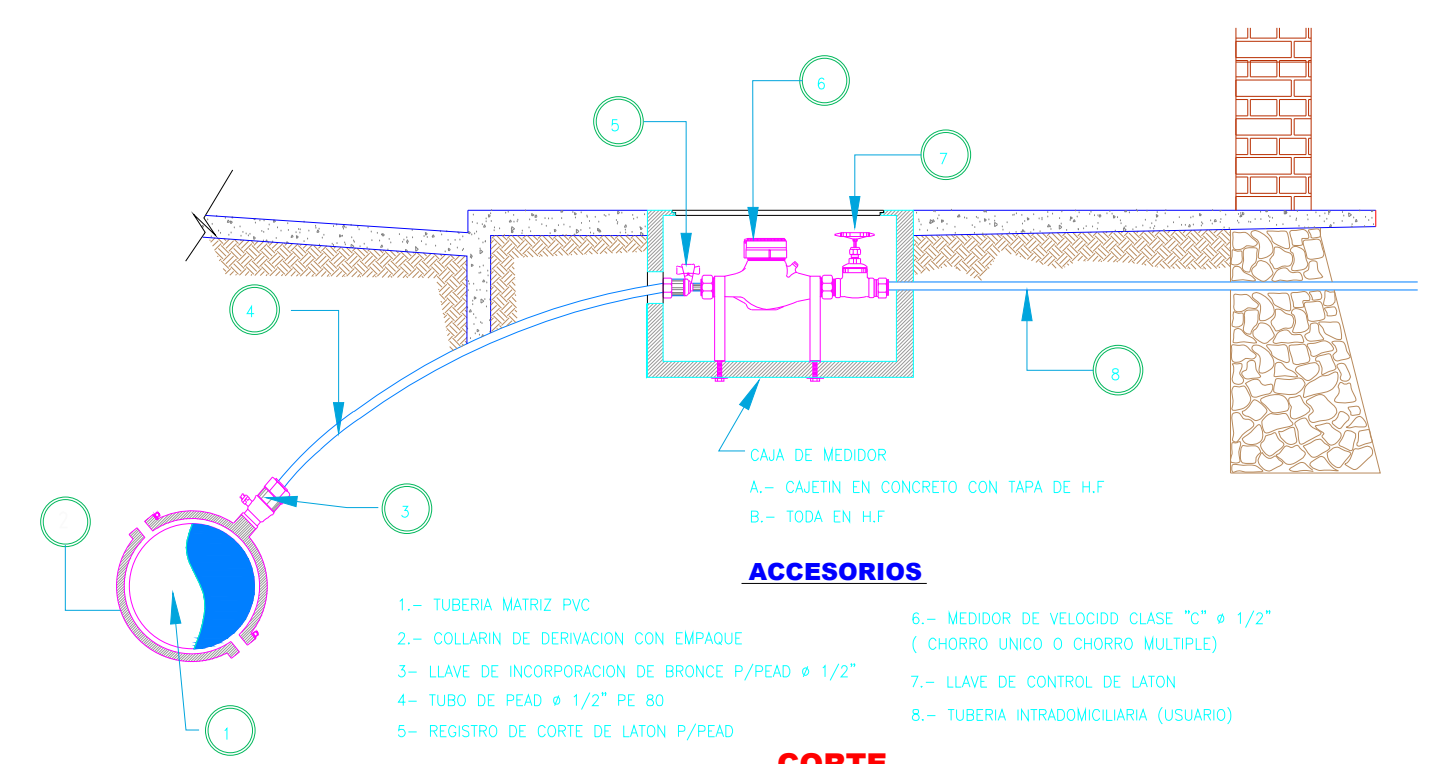 6
5
7
4
8
3
2
1
CAJA DE MEDIDOR
A.- CAJETIN EN CONCRETO CON TAPA DE H.F
B.- TODA EN H.F
ACCESORIOS
1.- TUBERIA MATRIZ PVC
2.- COLLARIN DE DERIVACION CON EMPAQUE
3- LLAVE DE INCORPORACION DE BRONCE P/PEAD ø 1/2"
4- TUBO DE PEAD ø 1/2" PE 80
5- REGISTRO DE CORTE DE LATON P/PEAD
6.- MEDIDOR DE VELOCIDD CLASE "C" ø 1/2"
( CHORRO UNICO O CHORRO MULTIPLE)
7.- LLAVE DE CONTROL DE LATON
8.- TUBERIA INTRADOMICILIARIA (USUARIO)
CORTE